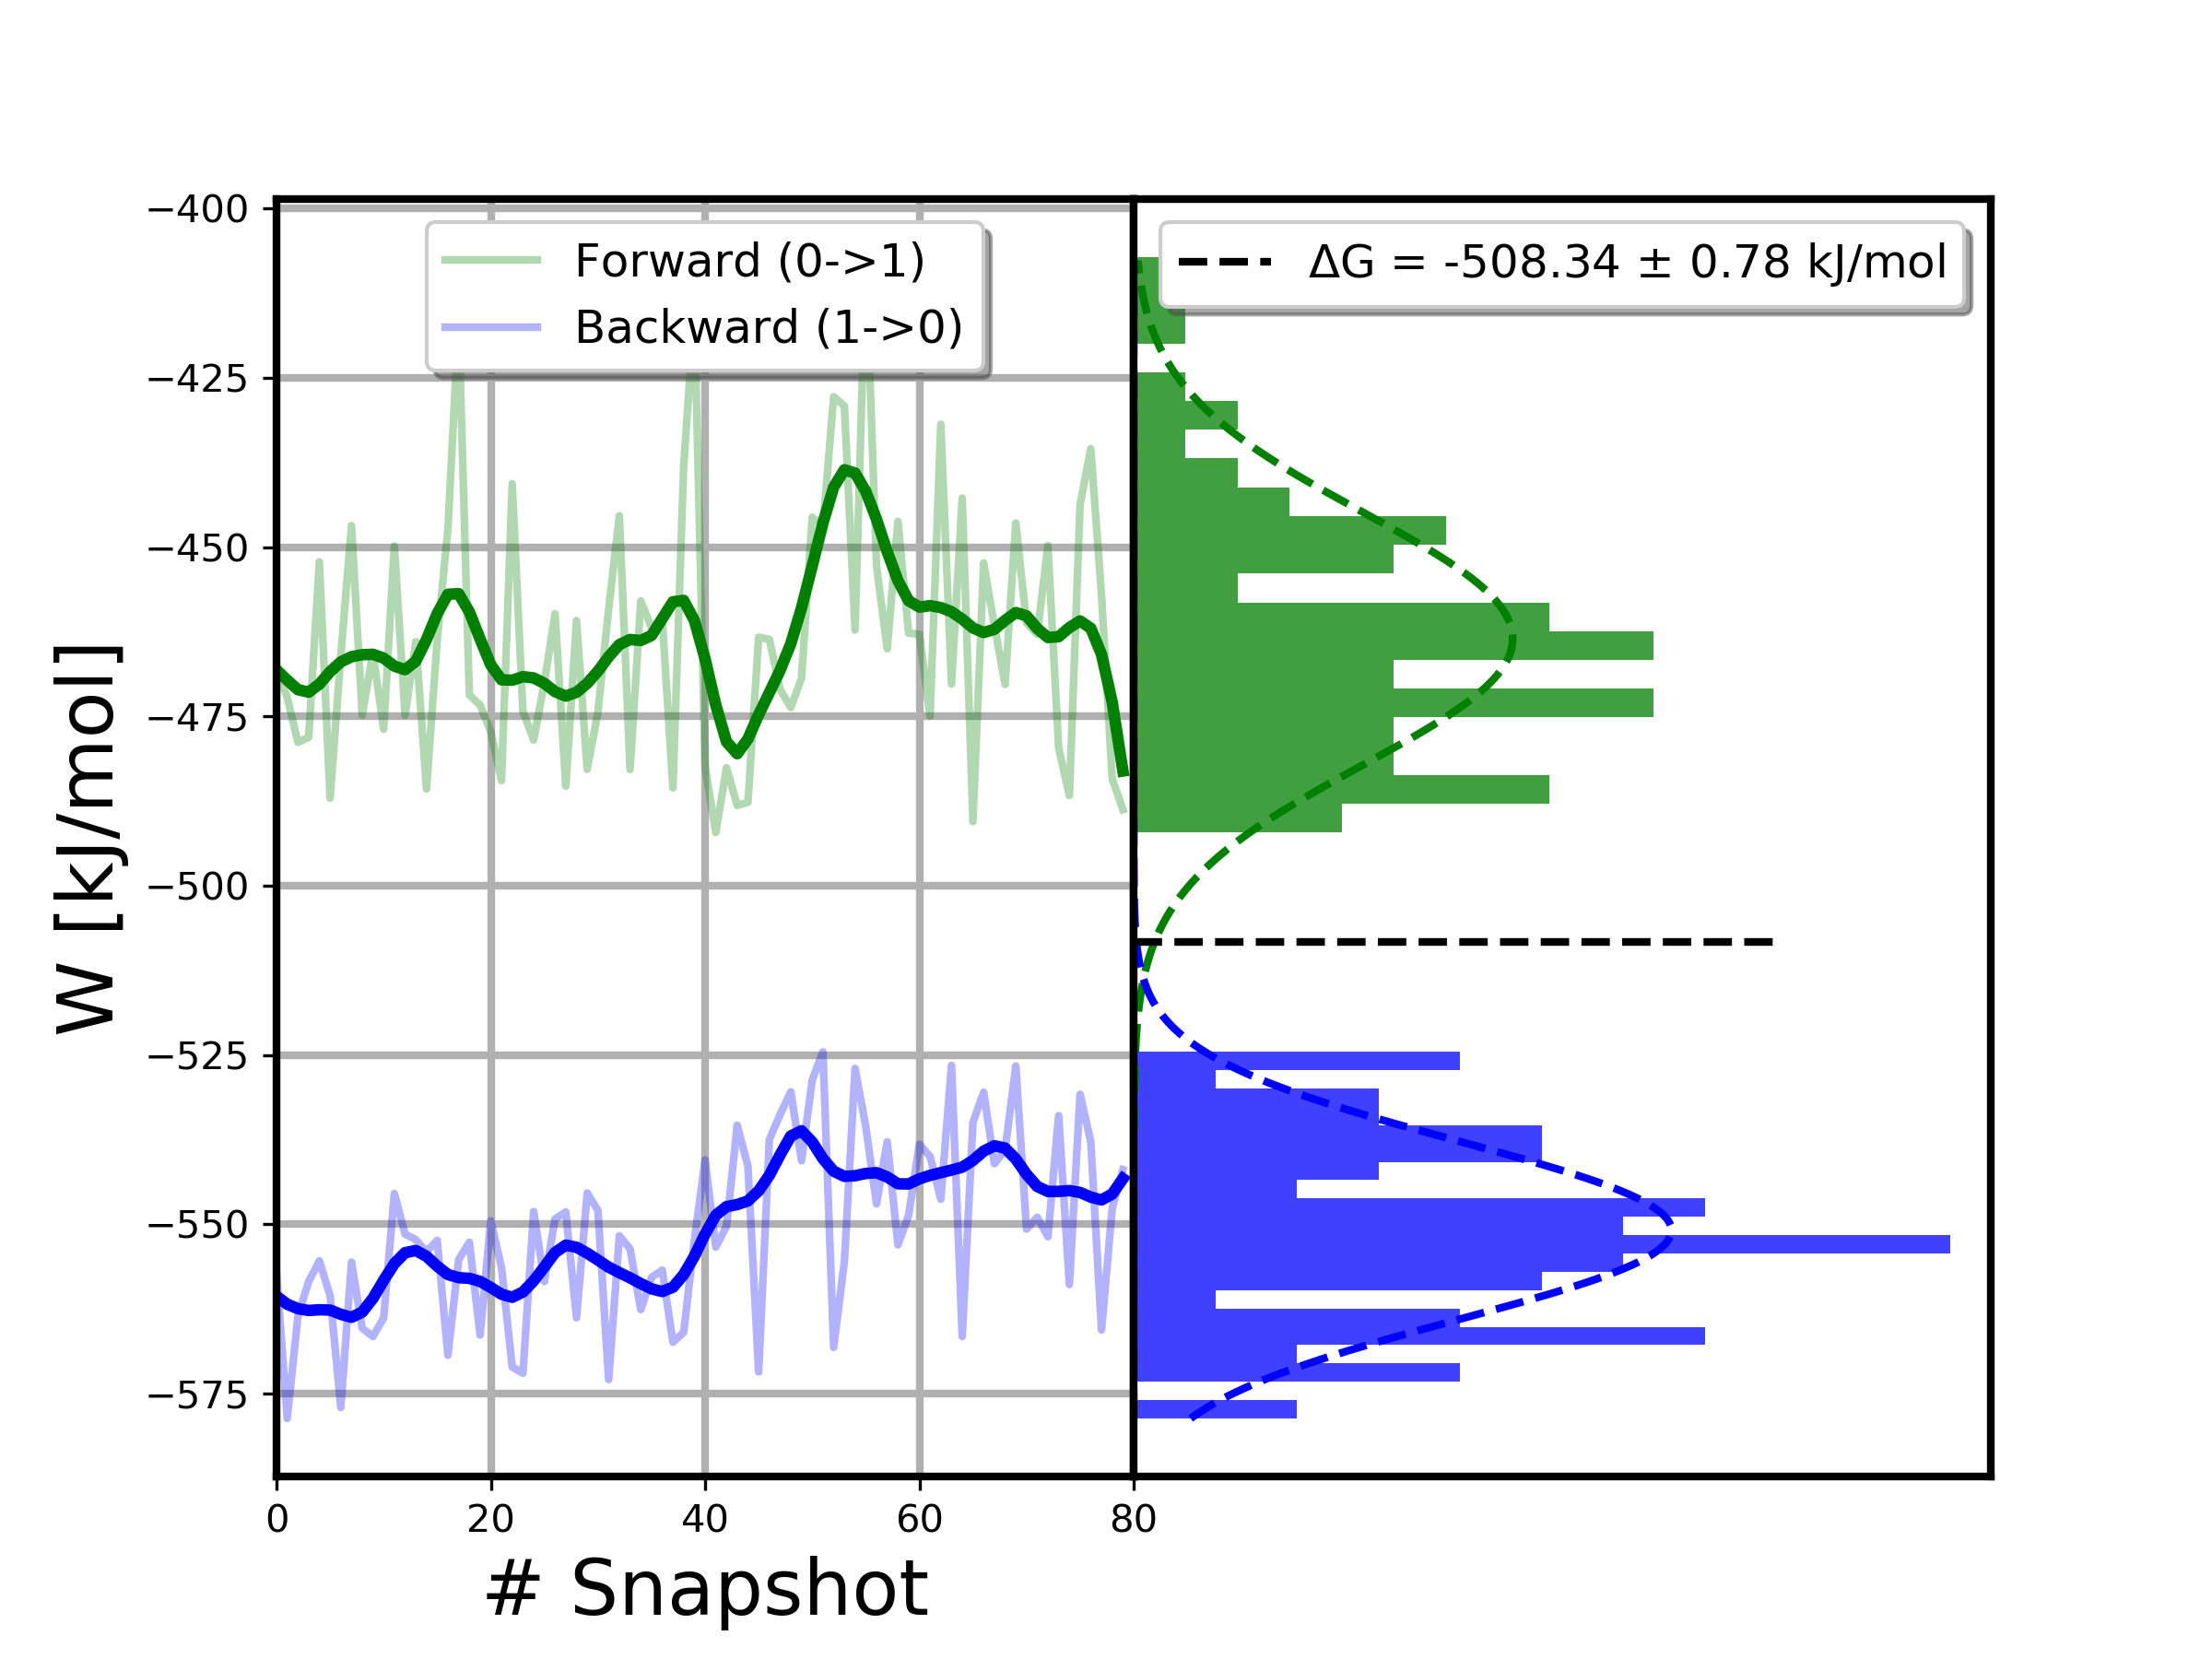 Forward (0->1)
Backward (1->0)
ΔG = -508.34 ± 0.78 kJ/mol
W [kJ/mol]
−400
−425
−450
−475
−500
−525
−550
−575
0 20 40 60 80
# Snapshot